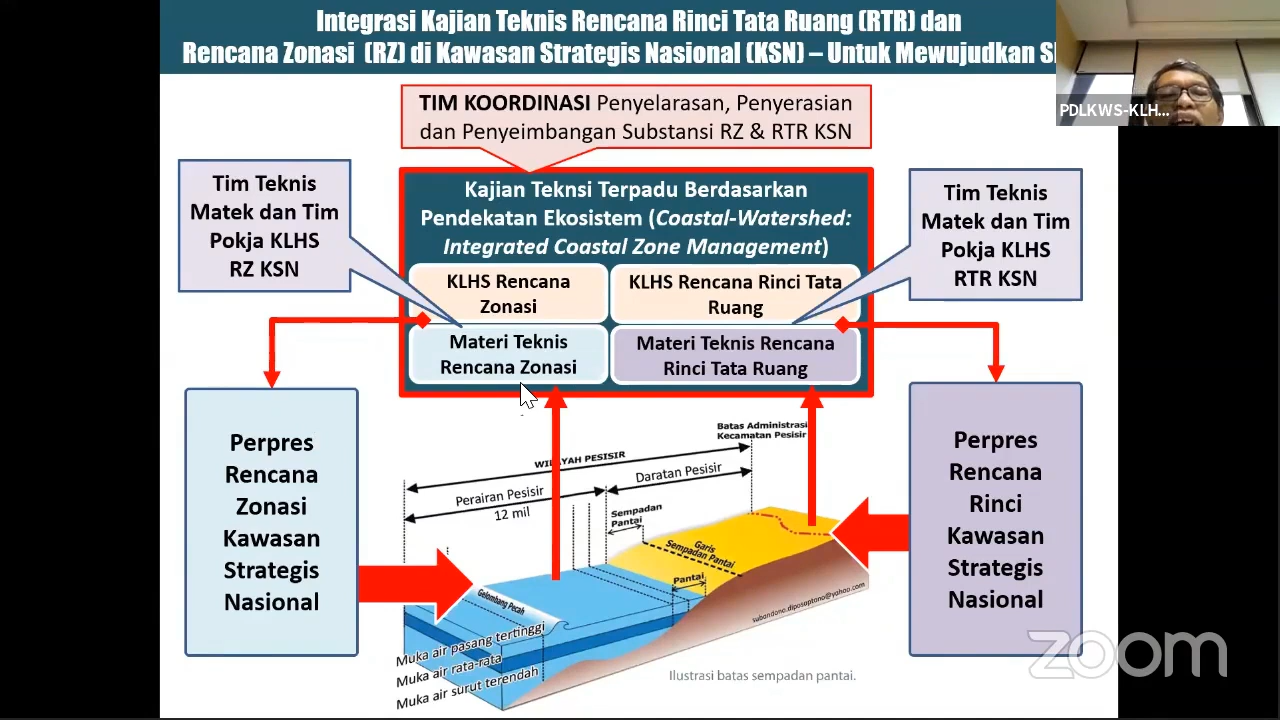 Integrasi Kajian Teknis Rencana Rinci Tata Ruang (RTR) dan
Rencana Zonasi (RZ) di Kawasan Strategis Nasional (KSN) – Untuk Mewujudkan
PDLKWS-KLH...
TIM KOORDINASI Penyelarasan, Penyerasian
dan Penyeimbangan Substansi RZ & RTR KSN
Tim Teknis
Matek dan Tim
Pokja KLHS
RZ KSN
Kajian Teknsi Terpadu Berdasarkan
Pendekatan Ekosistem (Coastal-Watershed:
Integrated Coastal Zone Management)
Tim Teknis
Matek dan Tim
Pokja KLHS
RTR KSN
KLHS Rencana
Zonasi
KLHS Rencana Rinci Tata
Ruang
Materi Teknis
Rencana Zonasi
Materi Teknis Rencana
Rinci Tata Ruang
Perpres
Rencana
Zonasi
Kawasan
Strategis
Nasional
Batas Administrasi
Kecamatan Pesisir
WILAYAH PESISIR
Perairan Pesisir
12 mil
Daratan Pesisir
Sempadan
Pantai
Garis
Sempadan Pantai
Pantai
Gelombang Pecah
Muka air pasang tertinggi
Muka air rata-rata
Muka air surut terendah
subandono.diposaptono@yahoo.com
Ilustrasi batas sempadan pantai.
Perpres
Rencana
Rinci
Kawasan
Strategis
Nasional
zoom